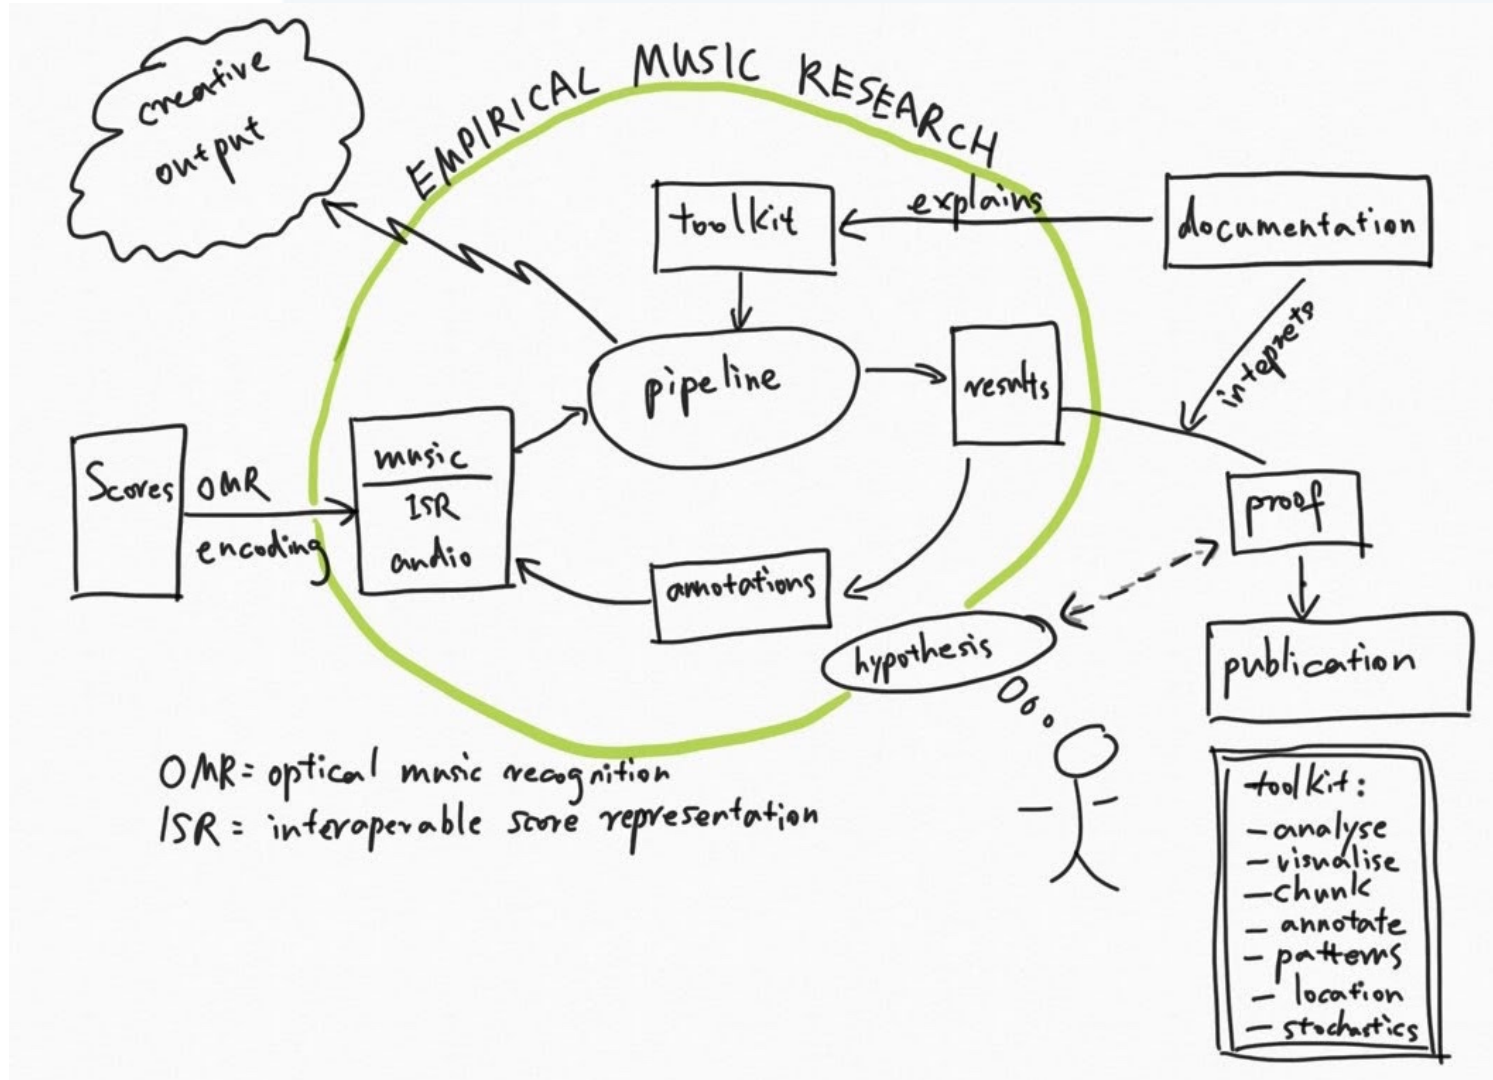 EMPIRICAL MUSIC RESEARCH
creative
output
toolkit
explains
documentation
pipeline
results
inteprets
Scores
OMR
encoding
music
ISR
audio
annotations
proof
hypothesis
publication
OMR = optical music recognition
ISR = interoperable score representation
toolkit:
- analyse
- visualise
- chunk
- annotate
- patterns
- location
- stochastics